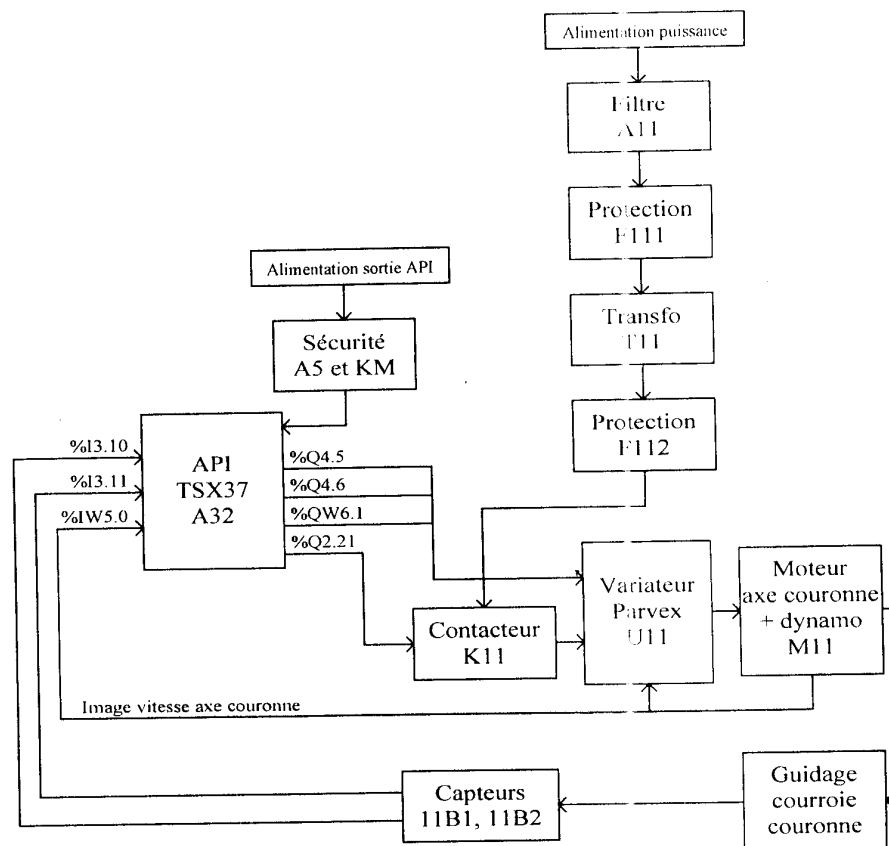 Alimentation puissance
Filtre
A11
Protection
F111
Alimentation sortie API
Transfo
T11
Sécurité
A5 et KM
Protection
F112
%I3.10
%I3.11
%IW5.0
API
TSX37
A32
%Q4.5
%Q4.6
%QW6.1
%Q2.21
Contacteur
K11
Variateur
Parvex
U11
Moteur
axe couronne
+ dynamo
M11
Image vitesse axe couronne
Capteurs
11B1, 11B2
Guidage
courroie
couronne